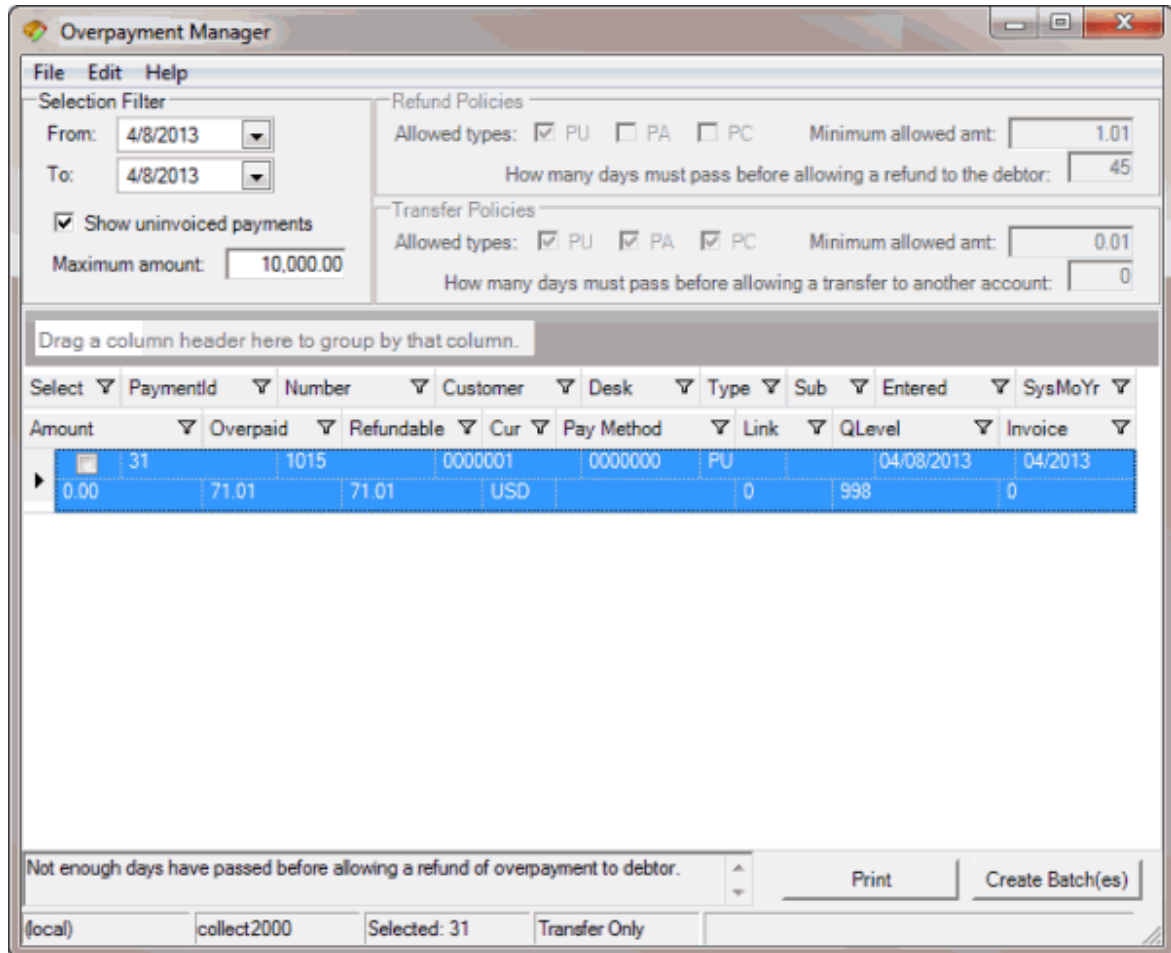 Overpayment Manager
File Edit Help
Selection Filter
From: 4/8/2013
To: 4/8/2013
Show uninvoiced payments
Maximum amount: 10,000.00
Refund Policies
Allowed types: PU PA PC Minimum allowed amt: 1.01
How many days must pass before allowing a refund to the debtor: 45
Transfer Policies
Allowed types: PU PA PC Minimum allowed amt: 0.01
How many days must pass before allowing a transfer to another account: 0
Drag a column header here to group by that column.
Select PaymentId Number Customer Desk Type Sub Entered SysMoYr
Amount Overpaid Refundable Cur Pay Method Link QLevel Invoice
31 1015 0000001 0000000 PU 04/08/2013 04/2013
0.00 71.01 71.01 USD 0 998 0
Not enough days have passed before allowing a refund of overpayment to debtor.
Print Create Batch(es)
(local) collect2000 Selected: 31 Transfer Only